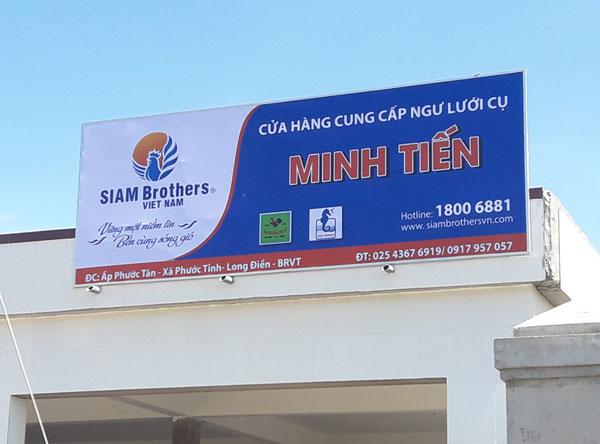 CỬA HÀNG CUNG CẤP NGƯ LƯỚI CỤ
MINH TIẾN
SIAM Brothers®
VIỆT NAM
Vững một niềm tin
Bền cùng sóng gió
Hotline: 1800 6881
www. siambrothersvn.com
ĐC: Ấp Phước Tân - Xã Phước Tỉnh- Long Điền - BRVT
ĐT: 025 4367 6919/ 0917 957 057